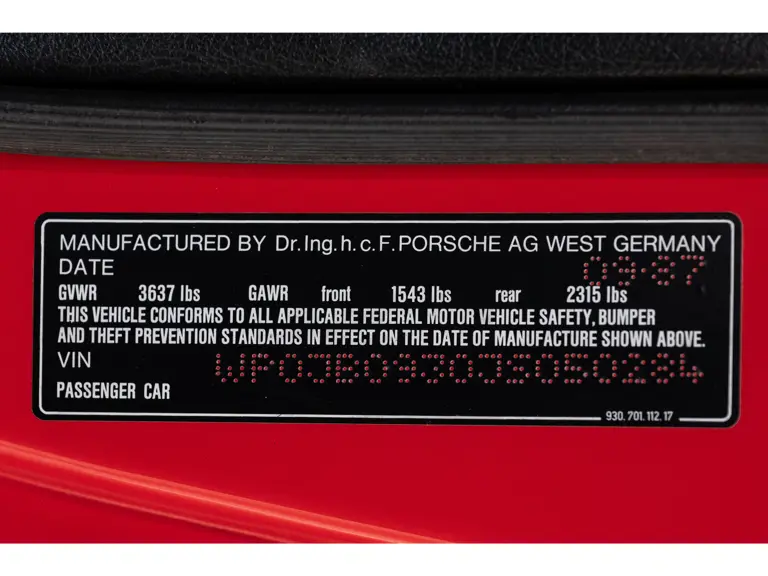 MANUFACTURED BY Dr.Ing.h.c.F.PORSCHE AG WEST GERMANY
DATE 09-87
GVWR 3637 lbs GAWR front 1543 lbs rear 2315 lbs
THIS VEHICLE CONFORMS TO ALL APPLICABLE FEDERAL MOTOR VEHICLE SAFETY, BUMPER
AND THEFT PREVENTION STANDARDS IN EFFECT ON THE DATE OF MANUFACTURE SHOWN ABOVE.
VIN WP0JB0930JS050284
PASSENGER CAR
930.701.112.17